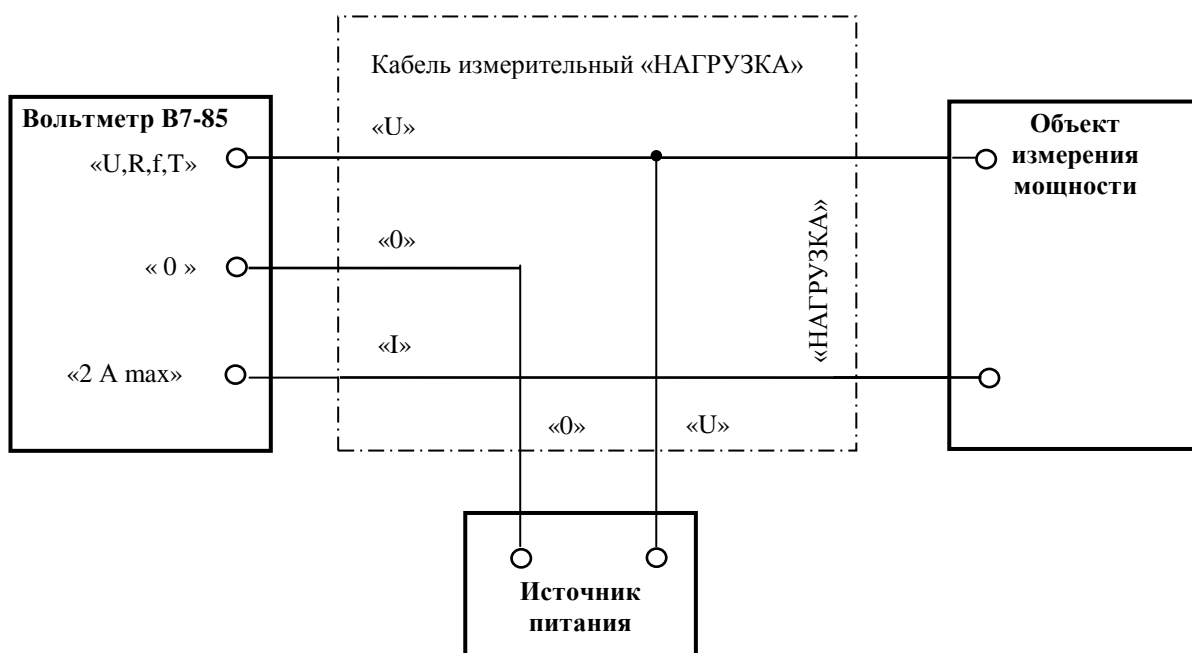 Кабель измерительный «НАГРУЗКА»
Вольтметр В7-85
«U»
Объект
измерения
мощности
«U,R,f,T»
«НАГРУЗКА»
«0»
« 0 »
«I»
«2 A max»
«0»
«U»
Источник
питания